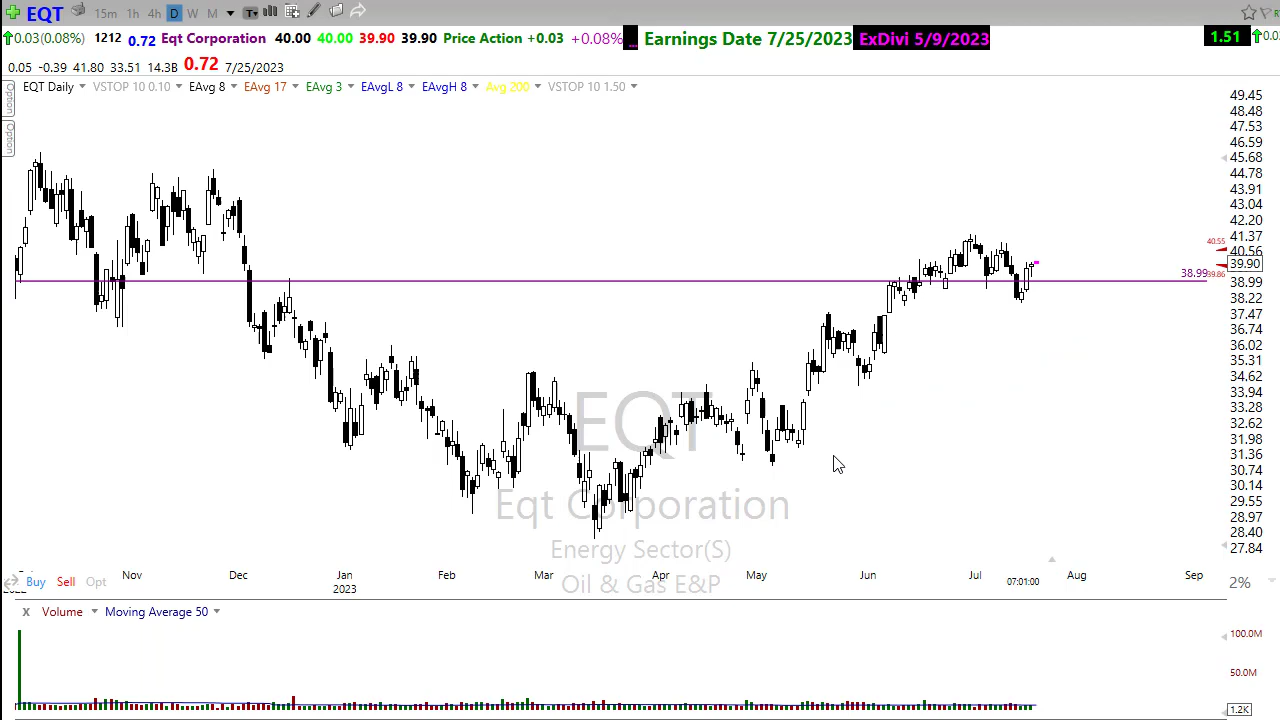 EQT 15m 1h 4h D W M T
0.03(0.08%) 1212 0.72 Eqt Corporation 40.00 40.00 39.90 39.90 Price Action +0.03 +0.08% ... Earnings Date 7/25/2023 ExDivi 5/9/2023 1.51
0.05 -0.39 41.80 33.51 14.3B 0.72 7/25/2023
EQT Daily VSTOP 10 0.10 EAvg 8 EAvg 17 EAvg 3 EAvgL 8 EAvgH 8 Avg 200 VSTOP 10 1.50
Option
Option
49.45
48.48
47.53
46.59
45.68
44.78
43.91
43.04
42.20
41.37
40.55
40.56
39.90
38.99
39.86
38.99
38.22
37.47
36.74
36.02
35.31
34.62
33.94
33.28
32.62
31.98
31.36
30.74
30.14
29.55
28.97
28.40
27.84
EQT
Eqt Corporation
Energy Sector(S)
Oil & Gas E&P
Nov Dec Jan Feb Mar Apr May Jun Jul Aug Sep
2023
07:01:00
Buy Sell Opt
2%
X Volume Moving Average 50
100.0M
50.0M
1.2K